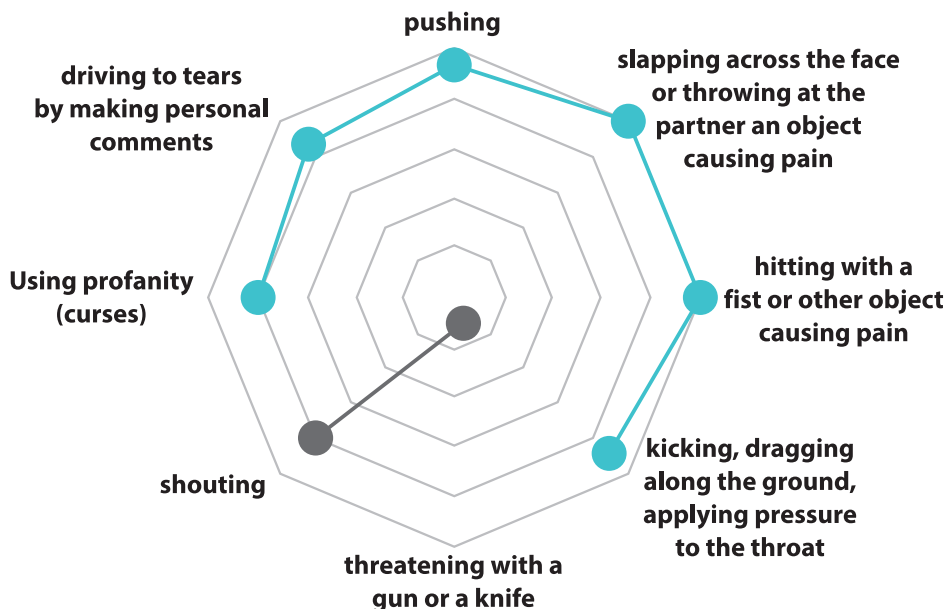 pushing
slapping across the face
or throwing at the
partner an object
causing pain
hitting with a
fist or other object
causing pain
kicking, dragging
along the ground,
applying pressure
to the throat
threatening with a
gun or a knife
shouting
Using profanity
(curses)
driving to tears
by making personal
comments